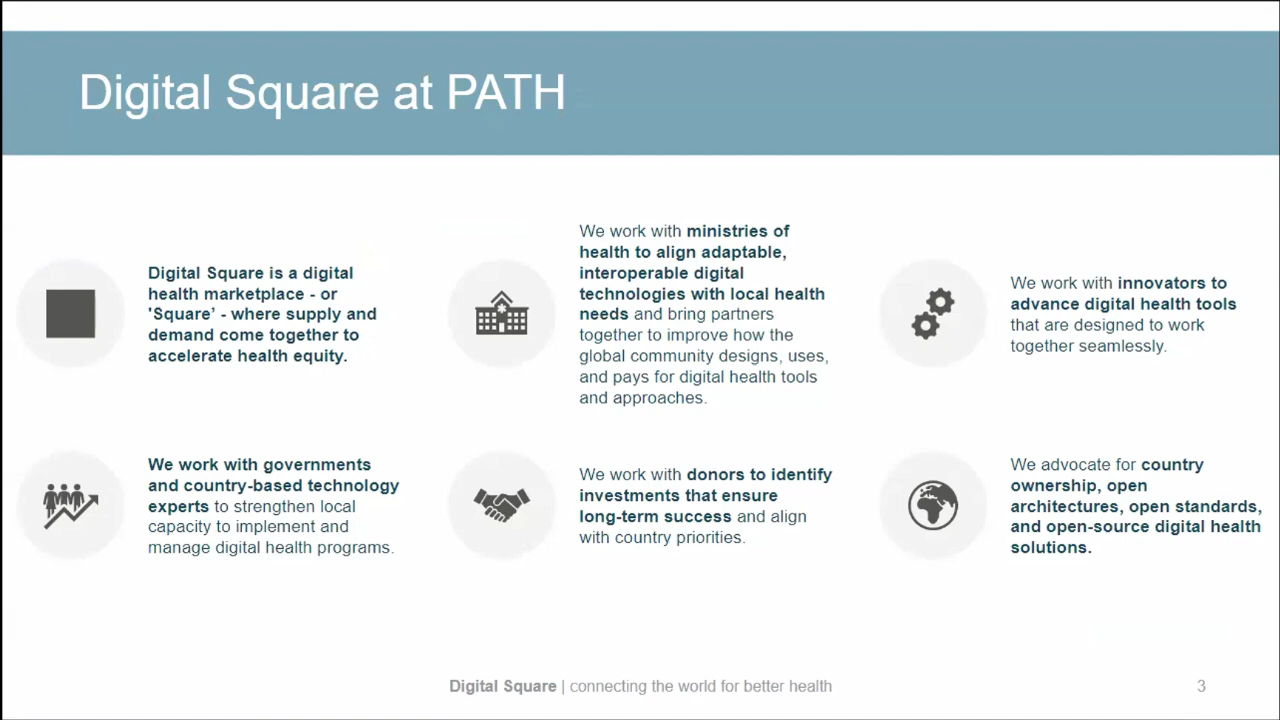 Digital Square at PATH
Digital Square is a digital
health marketplace - or
'Square’ - where supply and
demand come together to
accelerate health equity.
We work with ministries of
health to align adaptable,
interoperable digital
technologies with local health
needs and bring partners
together to improve how the
global community designs, uses,
and pays for digital health tools
and approaches.
We work with innovators to
advance digital health tools
that are designed to work
together seamlessly.
We work with governments
and country-based technology
experts to strengthen local
capacity to implement and
manage digital health programs.
We work with donors to identify
investments that ensure
long-term success and align
with country priorities.
We advocate for country
ownership, open
architectures, open standards,
and open-source digital health
solutions.
Digital Square | connecting the world for better health
3